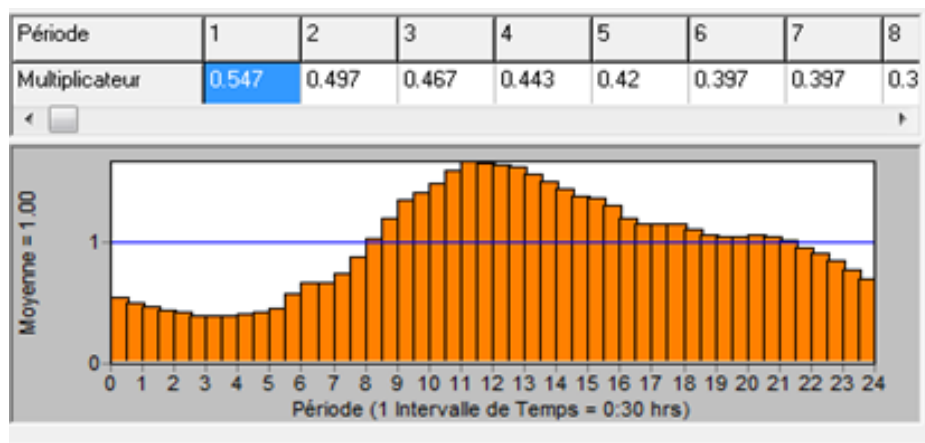 Période 1 2 3 4 5 6 7 8
Multiplicateur 0.547 0.497 0.467 0.443 0.42 0.397 0.397 0.3
Moyenne = 1.00
1
0
0 1 2 3 4 5 6 7 8 9 10 11 12 13 14 15 16 17 18 19 20 21 22 23 24
Période (1 Intervalle de Temps = 0:30 hrs)